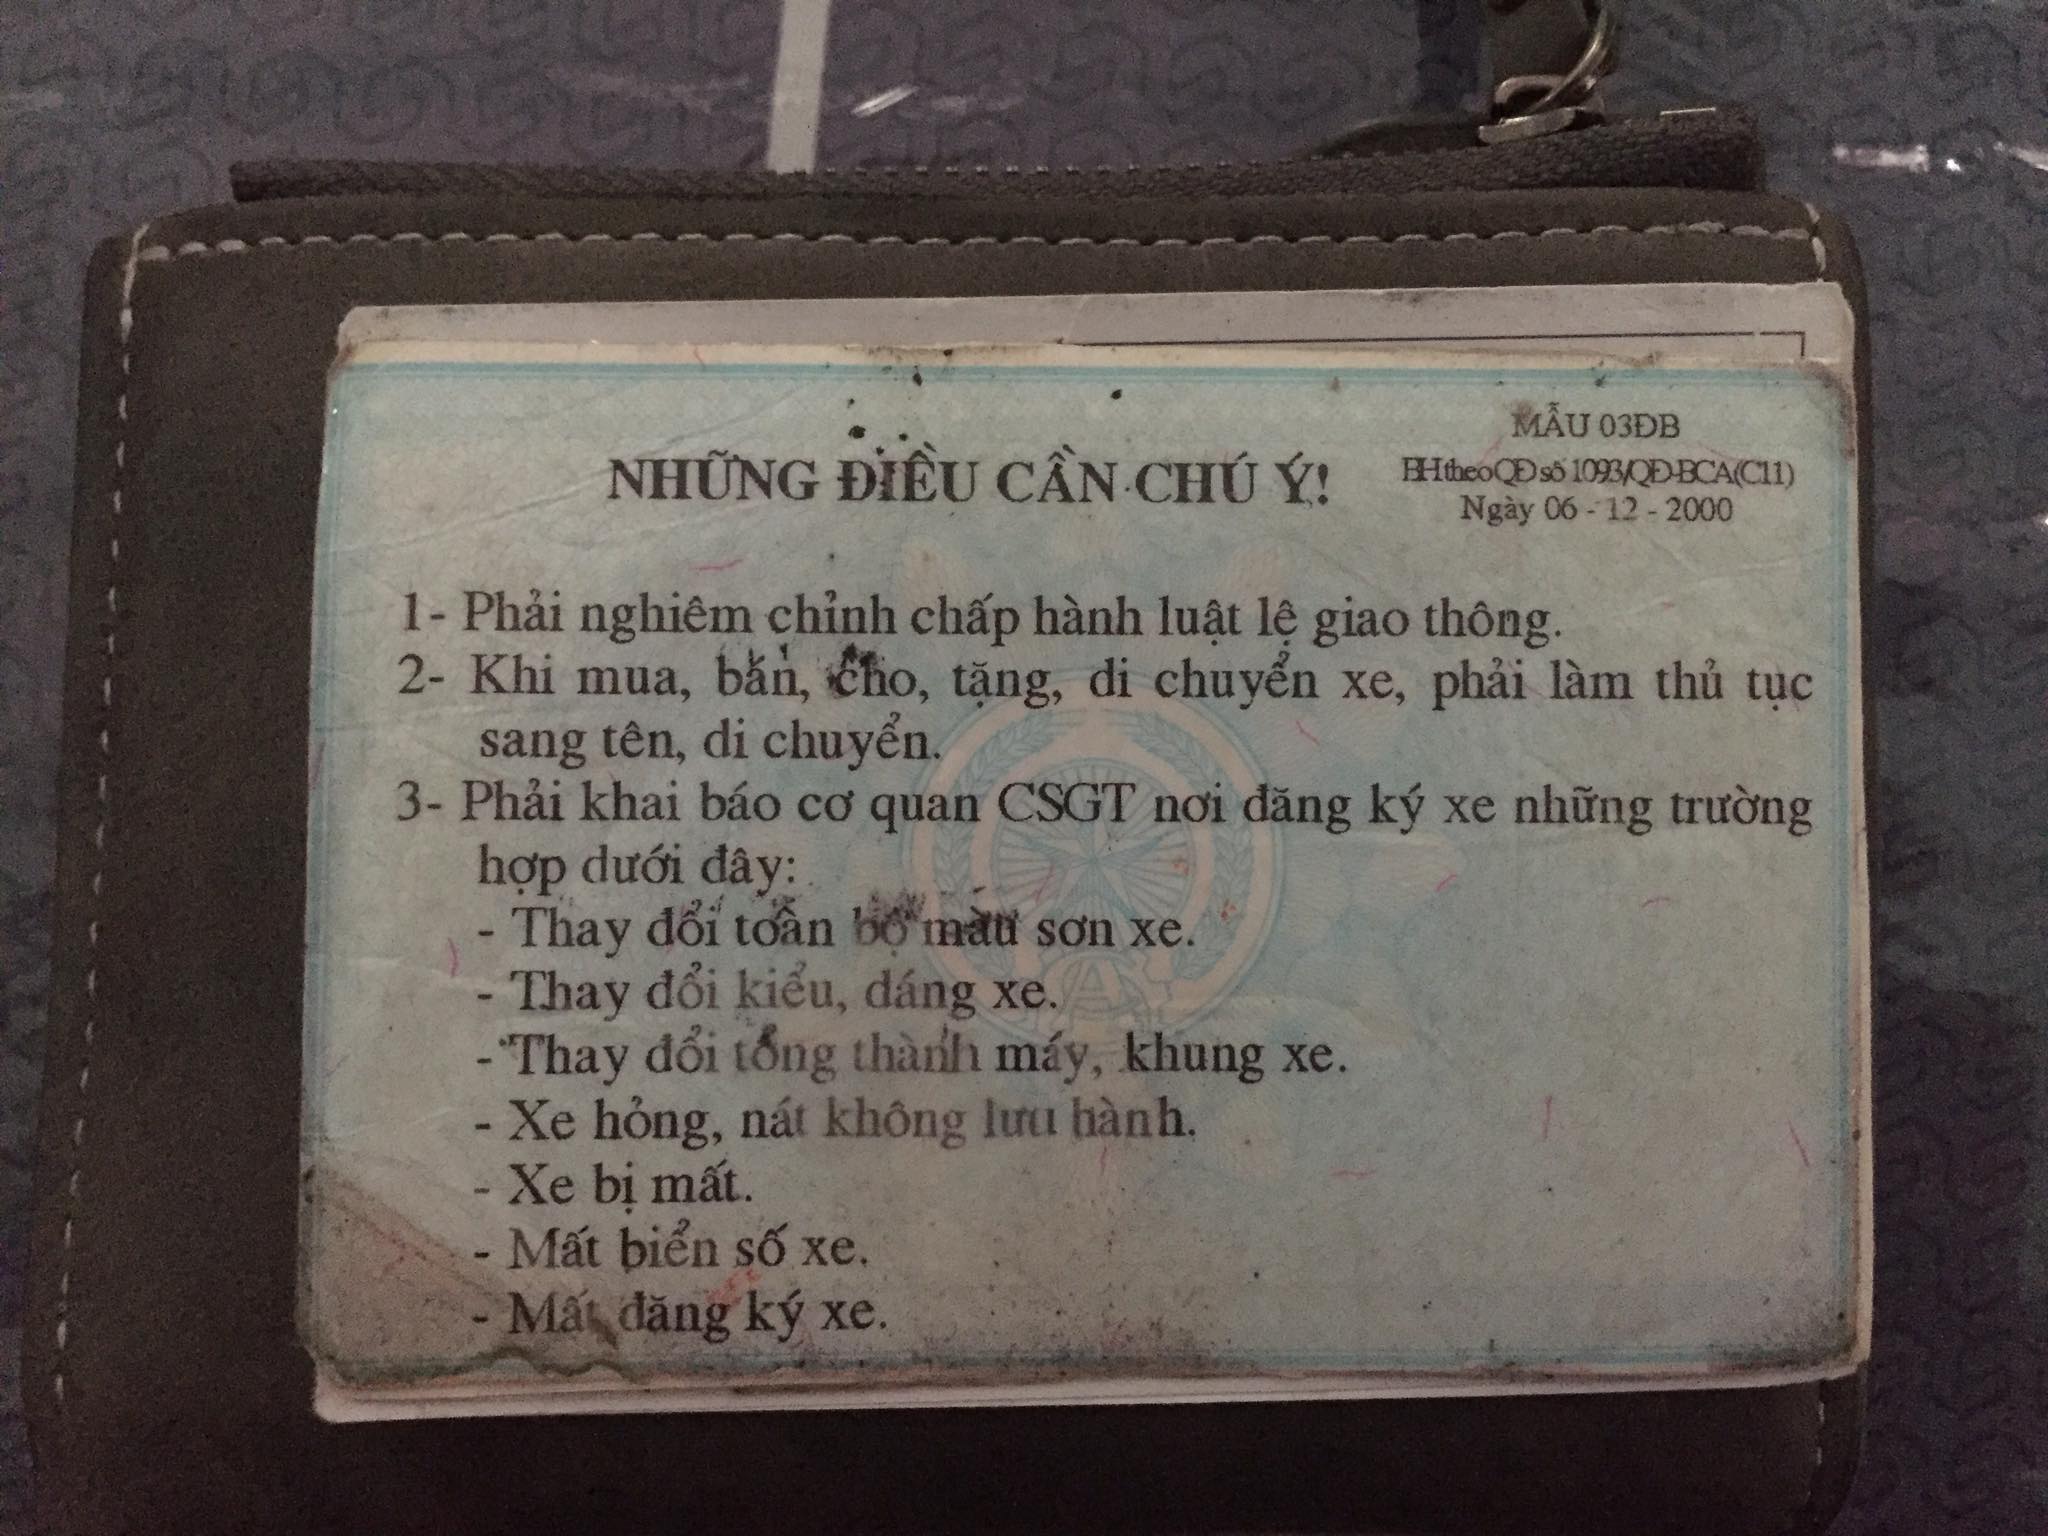 MẪU 03ĐB
NHỮNG ĐIỀU CẦN CHÚ Ý!
BH theo QĐ số 1093/QĐ-BCA(C11)
Ngày 06 - 12 - 2000
1- Phải nghiêm chỉnh chấp hành luật lệ giao thông.
2- Khi mua, bán, cho, tặng, di chuyển xe, phải làm thủ tục
sang tên, di chuyển.
3- Phải khai báo cơ quan CSGT nơi đăng ký xe những trường
hợp dưới đây:
- Thay đổi toàn bộ màu sơn xe.
- Thay đổi kiểu, dáng xe.
- Thay đổi tổng thành máy, khung xe.
- Xe hỏng, nát không lưu hành.
- Xe bị mất.
- Mất biển số xe.
- Mất đăng ký xe.